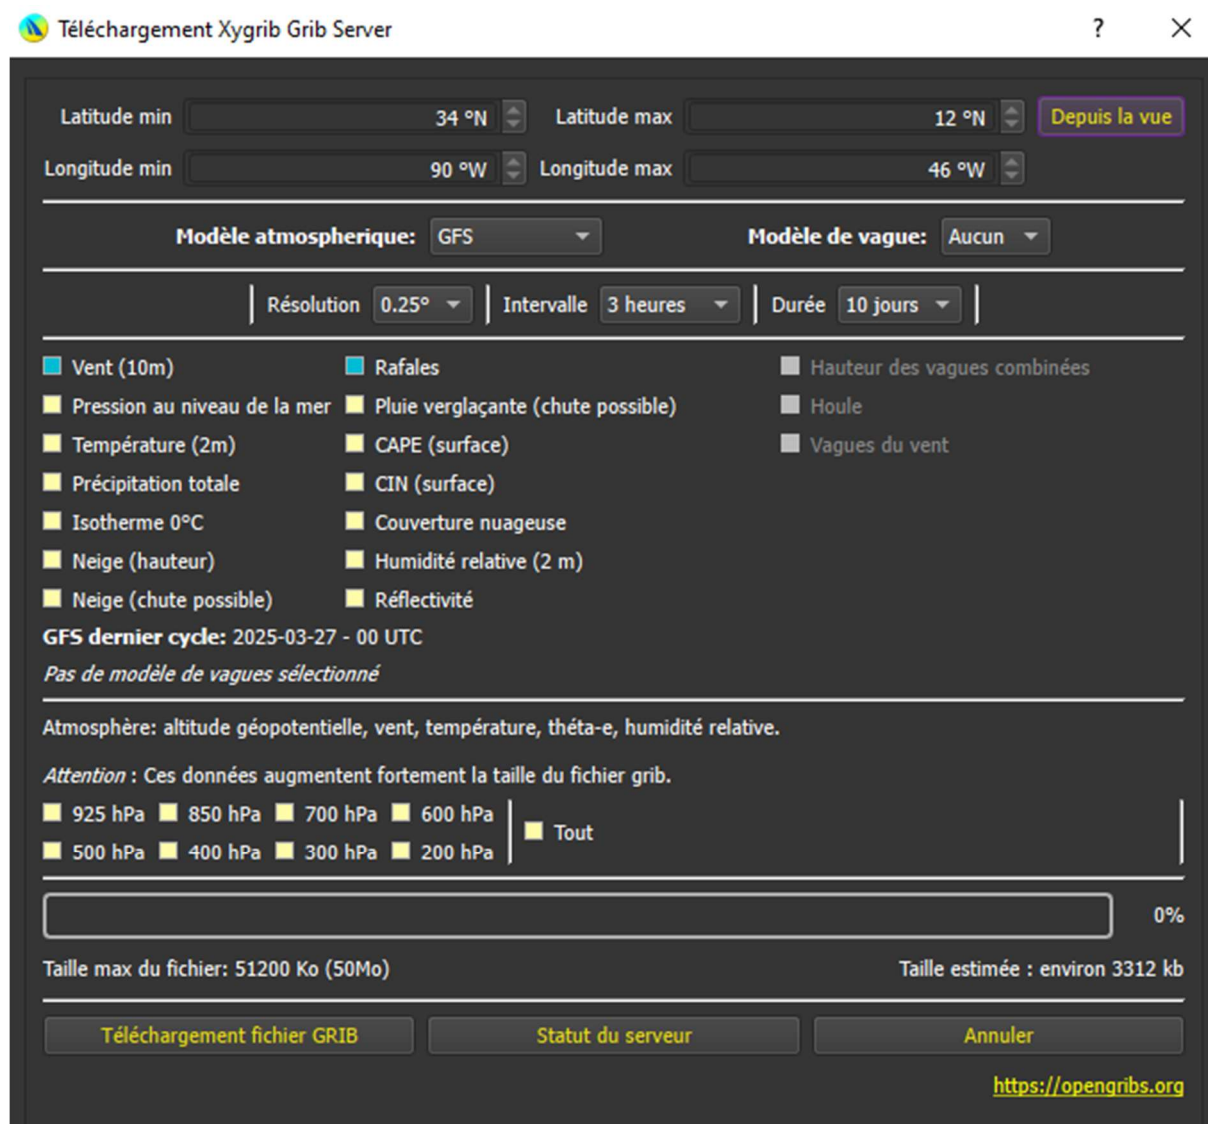 Téléchargement Xygrib Grib Server ?
Latitude min 34 °N Latitude max 12 °N Depuis la vue
Longitude min 90 °W Longitude max 46 °W
Modèle atmospherique: GFS Modèle de vague: Aucun
Résolution 0.25° Intervalle 3 heures Durée 10 jours
Vent (10m) Rafales Hauteur des vagues combinées
Pression au niveau de la mer Pluie verglaçante (chute possible) Houle
Température (2m) CAPE (surface) Vagues du vent
Précipitation totale CIN (surface)
Isotherme 0°C Couverture nuageuse
Neige (hauteur) Humidité relative (2 m)
Neige (chute possible) Réflectivité
GFS dernier cycle: 2025-03-27 - 00 UTC
Pas de modèle de vagues sélectionné
Atmosphère: altitude géopotentielle, vent, température, théta-e, humidité relative.
Attention : Ces données augmentent fortement la taille du fichier grib.
925 hPa 850 hPa 700 hPa 600 hPa
Tout
500 hPa 400 hPa 300 hPa 200 hPa
0%
Taille max du fichier: 51200 Ko (50Mo) Taille estimée : environ 3312 kb
Téléchargement fichier GRIB Statut du serveur Annuler
https://opengribs.org